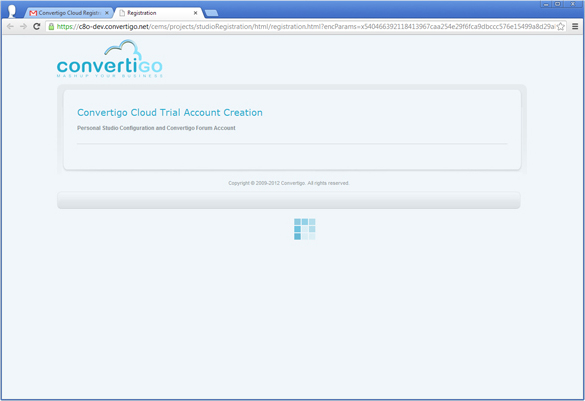 Convertigo Cloud Regist
Registration
https://c8o-dev.convertigo.net/cems/projects/studioRegistration/html/registration.html?encParams=x540466392118413967caa254e29f6fca9dbccc576e15499a8d29a
convertigo
MASHUP YOUR BUSINESS
Convertigo Cloud Trial Account Creation
Personal Studio Configuration and Convertigo Forum Account
Copyright © 2009-2012 Convertigo. All rights reserved.